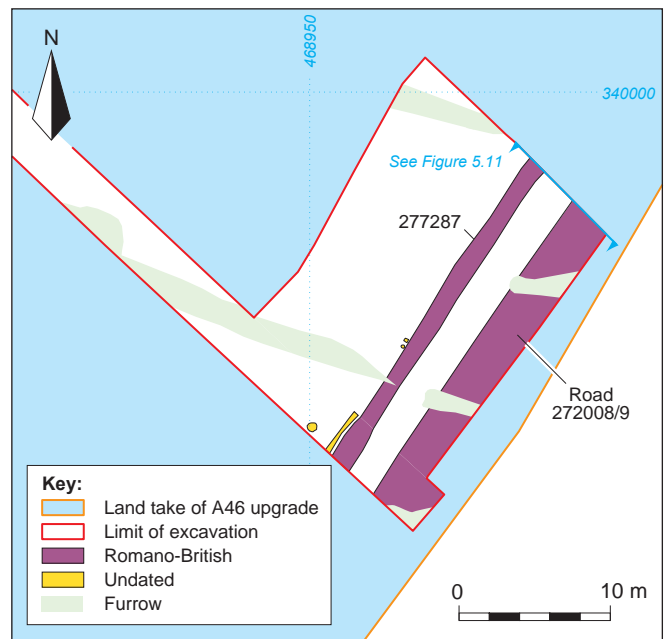 N
468950
340000
See Figure 5.11
277287
Road
272008/9
Key:
Land take of A46 upgrade
Limit of excavation
Romano-British
Undated
Furrow
0 10 m